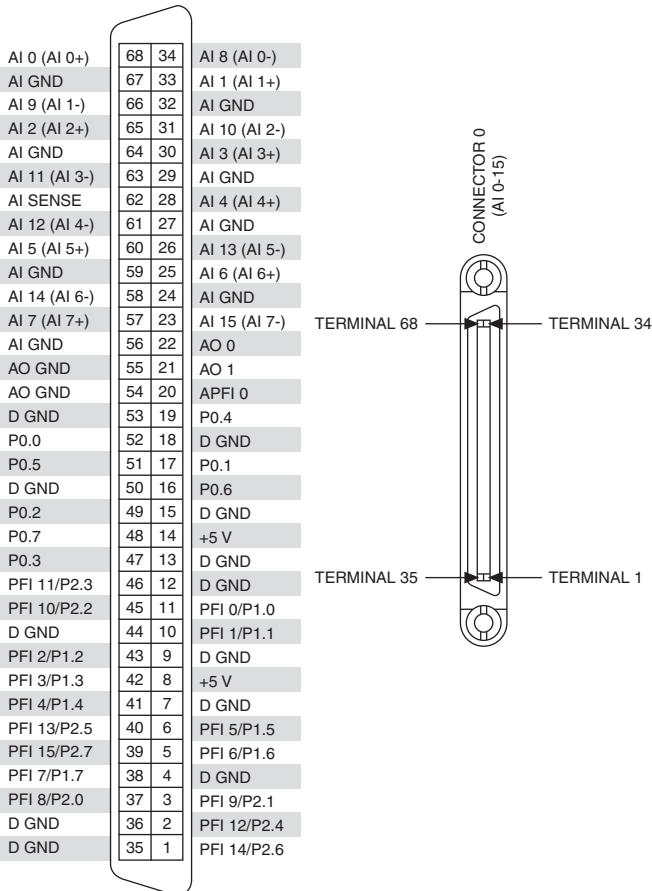 AI 0 (AI 0+) 68 34 AI 8 (AI 0-)
AI GND 67 33 AI 1 (AI 1+)
AI 9 (AI 1-) 66 32 AI GND
AI 2 (AI 2+) 65 31 AI 10 (AI 2-)
AI GND 64 30 AI 3 (AI 3+)
AI 11 (AI 3-) 63 29 AI GND
AI SENSE 62 28 AI 4 (AI 4+)
AI 12 (AI 4-) 61 27 AI GND
AI 5 (AI 5+) 60 26 AI 13 (AI 5-)
AI GND 59 25 AI 6 (AI 6+)
AI 14 (AI 6-) 58 24 AI GND
AI 7 (AI 7+) 57 23 AI 15 (AI 7-)
AI GND 56 22 AO 0
AO GND 55 21 AO 1
AO GND 54 20 APFI 0
D GND 53 19 P0.4
P0.0 52 18 D GND
P0.5 51 17 P0.1
D GND 50 16 P0.6
P0.2 49 15 D GND
P0.7 48 14 +5 V
P0.3 47 13 D GND
PFI 11/P2.3 46 12 D GND
PFI 10/P2.2 45 11 PFI 0/P1.0
D GND 44 10 PFI 1/P1.1
PFI 2/P1.2 43 9 D GND
PFI 3/P1.3 42 8 +5 V
PFI 4/P1.4 41 7 D GND
PFI 13/P2.5 40 6 PFI 5/P1.5
PFI 15/P2.7 39 5 PFI 6/P1.6
PFI 7/P1.7 38 4 D GND
PFI 8/P2.0 37 3 PFI 9/P2.1
D GND 36 2 PFI 12/P2.4
D GND 35 1 PFI 14/P2.6
CONNECTOR 0
(AI 0-15)
TERMINAL 68
TERMINAL 34
TERMINAL 35
TERMINAL 1